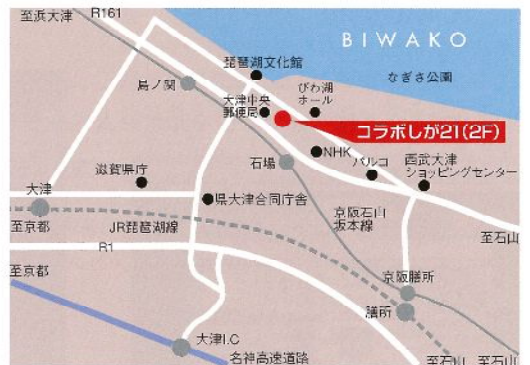 至浜大津
R161
BIWAKO
琵琶湖文化館
なぎさ公園
島ノ関
大津中央
郵便局
びわ湖
ホール
コラボしが21(2F)
石場
NHK
パルコ
西武大津
ショッピングセンター
滋賀県庁
大津
県大津合同庁舎
京阪石山
坂本線
至京都
JR琵琶湖線
至石山
R1
至京都
京阪膳所
膳所
大津I.C
名神高速道路
至石山
至石山